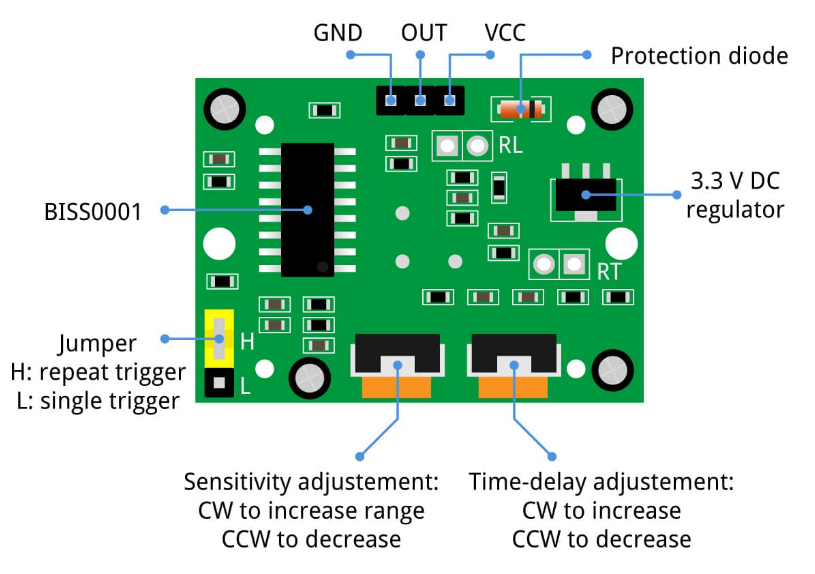 GND OUT VCC
Protection diode
RL
3.3 V DC
regulator
BISS0001
RT
Jumper
H: repeat trigger
L: single trigger
H
L
Sensitivity adjustement:
CW to increase range
CCW to decrease
Time-delay adjustement:
CW to increase
CCW to decrease